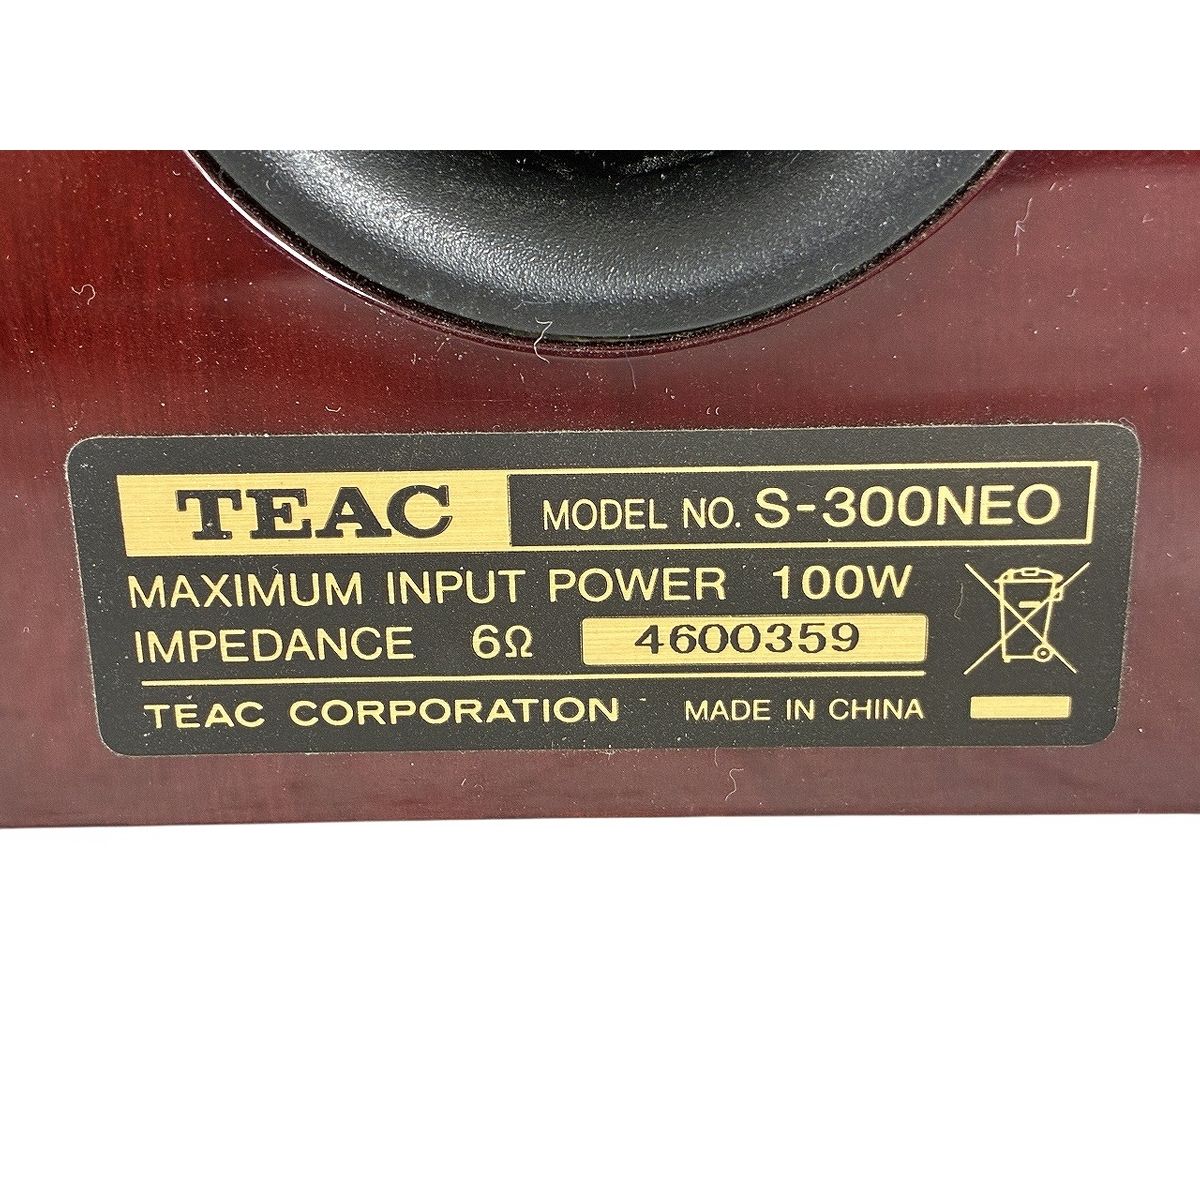 TEAC MODEL NO. S-300NEO
MAXIMUM INPUT POWER 100W
IMPEDANCE 6Ω 4600359
TEAC CORPORATION MADE IN CHINA